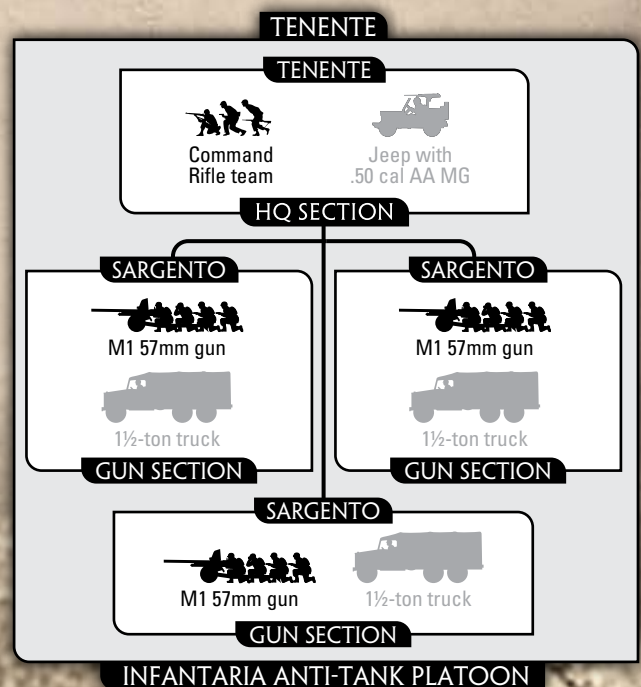 TENENTE
TENENTE
Command
Rifle team
Jeep with
.50 cal AA MG
HQ SECTION
SARGENTO
M1 57mm gun
1½-ton truck
GUN SECTION
SARGENTO
M1 57mm gun
1½-ton truck
GUN SECTION
SARGENTO
M1 57mm gun
1½-ton truck
GUN SECTION
INFANTARIA ANTI-TANK PLATOON